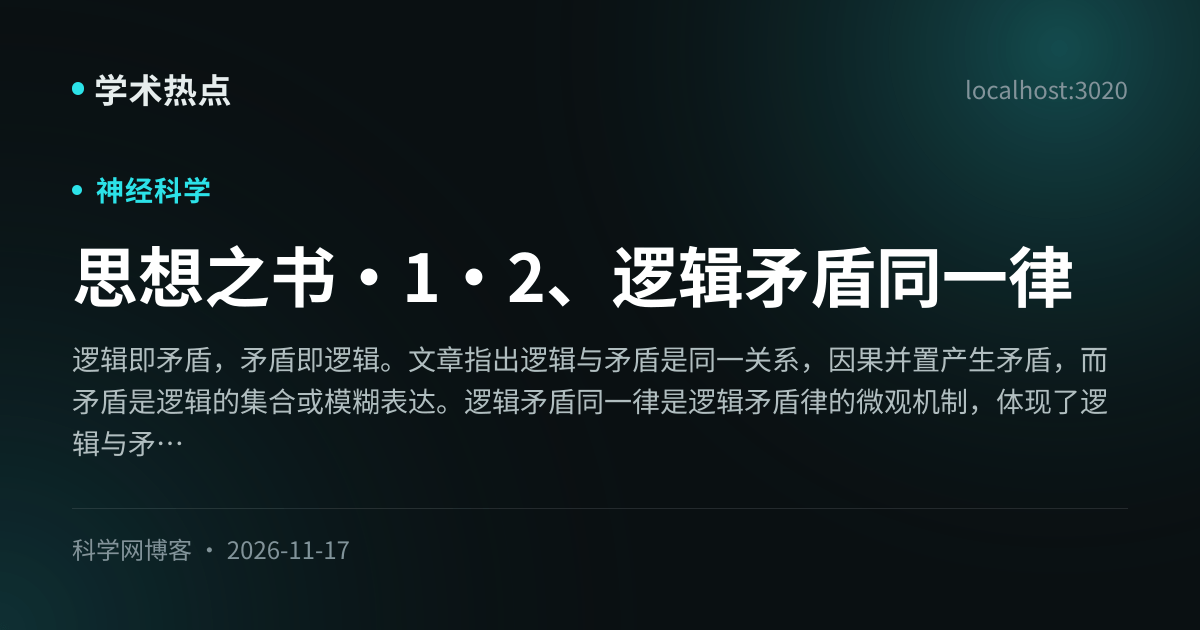 学术热点
localhost:3020
神经科学
思想之书·1·2、逻辑矛盾同一律
逻辑即矛盾，矛盾即逻辑。文章指出逻辑与矛盾是同一关系，因果并置产生矛盾，而
矛盾是逻辑的集合或模糊表达。逻辑矛盾同一律是逻辑矛盾律的微观机制，体现了逻
辑与矛…
科学网博客 · 2026-11-17